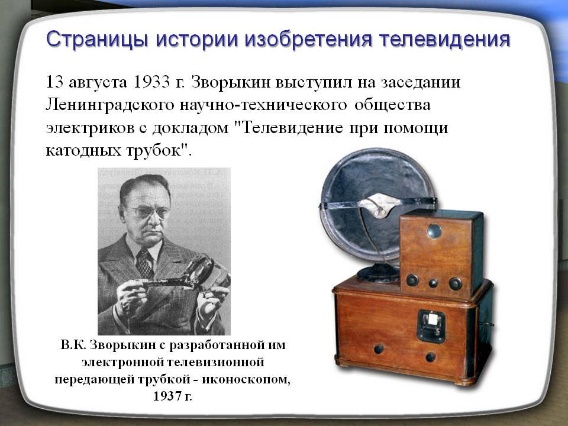 Страницы истории изобретения телевидения
13 августа 1933 г. Зворыкин выступил на заседании
Ленинградского научно-технического общества
электриков с докладом "Телевидение при помощи
катодных трубок".
В.К. Зворыкин с разработанной им
электронной телевизионной
передающей трубкой - иконоскопом,
1937 г.